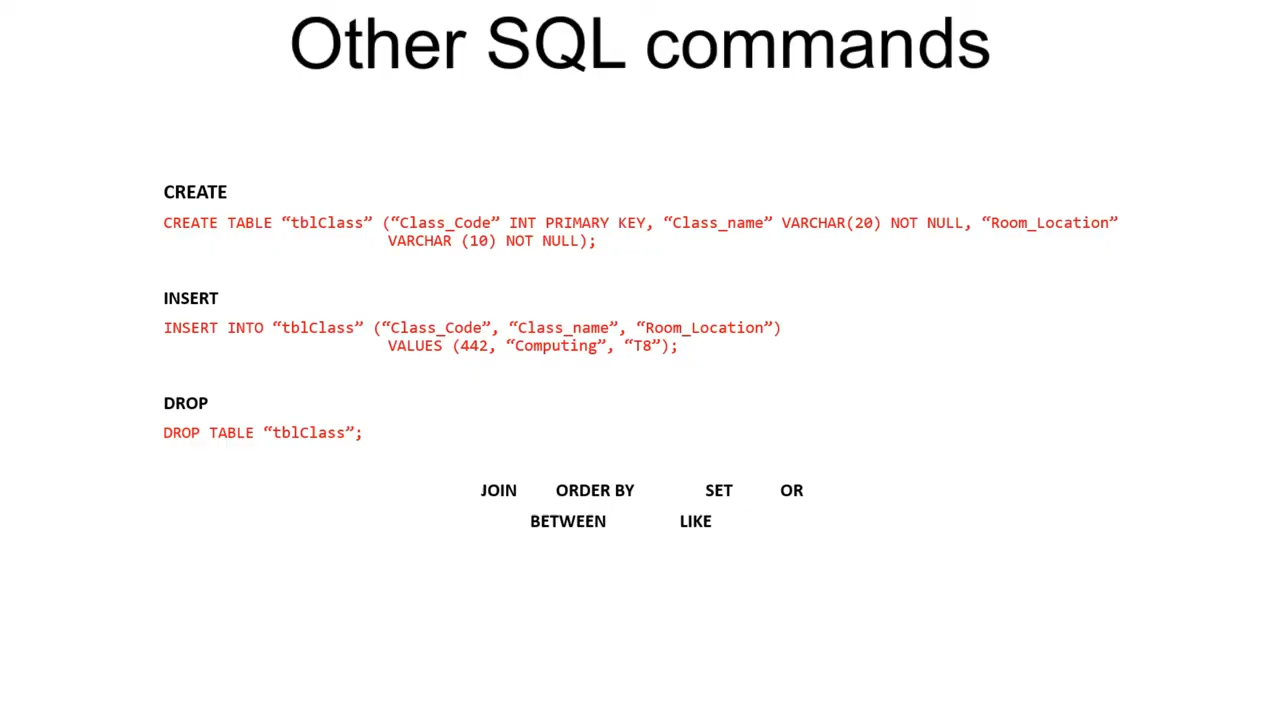 Other SQL commands
CREATE
CREATE TABLE “tblClass” (“Class_Code” INT PRIMARY KEY, “Class_name” VARCHAR(20) NOT NULL, “Room_Location”
VARCHAR (10) NOT NULL);
INSERT
INSERT INTO “tblClass” (“Class_Code”, “Class_name”, “Room_Location”)
VALUES (442, “Computing”, “T8”);
DROP
DROP TABLE “tblClass”;
JOIN ORDER BY SET OR
BETWEEN LIKE